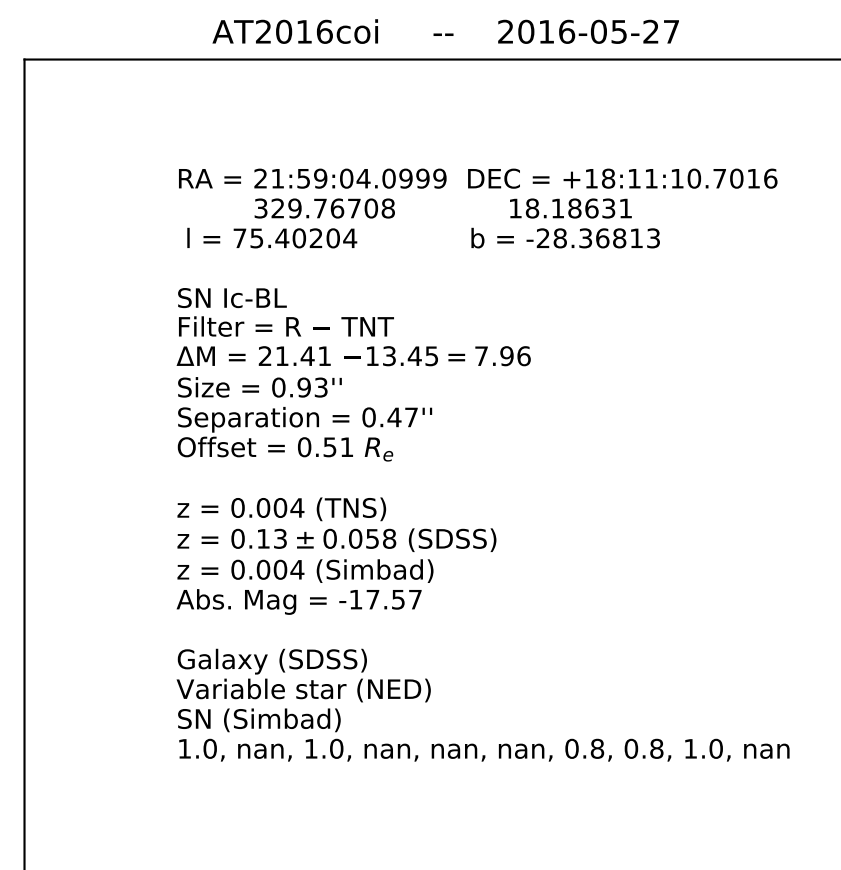 AT2016coi -- 2016-05-27
RA = 21:59:04.0999 DEC = +18:11:10.7016
329.76708 18.18631
l = 75.40204 b = -28.36813
SN Ic-BL
Filter = R − TNT
ΔM = 21.41 −13.45 = 7.96
Size = 0.93''
Separation = 0.47''
Offset = 0.51 Rₑ
z = 0.004 (TNS)
z = 0.13 ± 0.058 (SDSS)
z = 0.004 (Simbad)
Abs. Mag = -17.57
Galaxy (SDSS)
Variable star (NED)
SN (Simbad)
1.0, nan, 1.0, nan, nan, nan, 0.8, 0.8, 1.0, nan